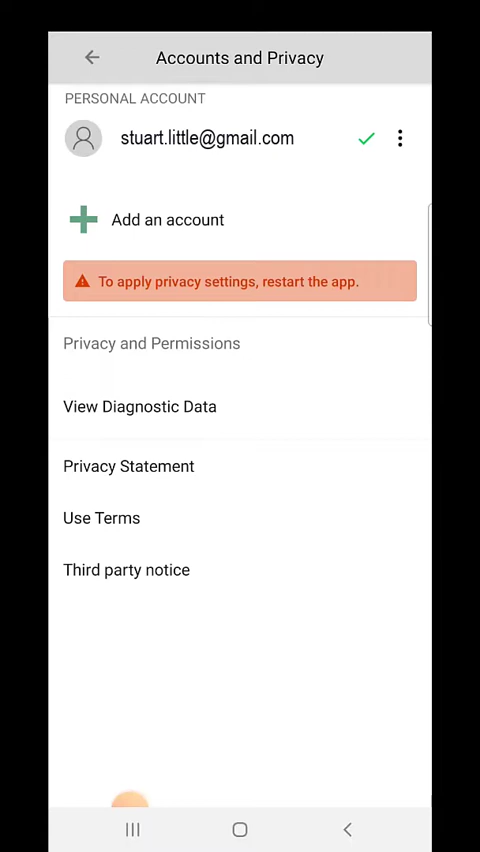 Accounts and Privacy
PERSONAL ACCOUNT
stuart.little@gmail.com
Add an account
To apply privacy settings, restart the app.
Privacy and Permissions
View Diagnostic Data
Privacy Statement
Use Terms
Third party notice